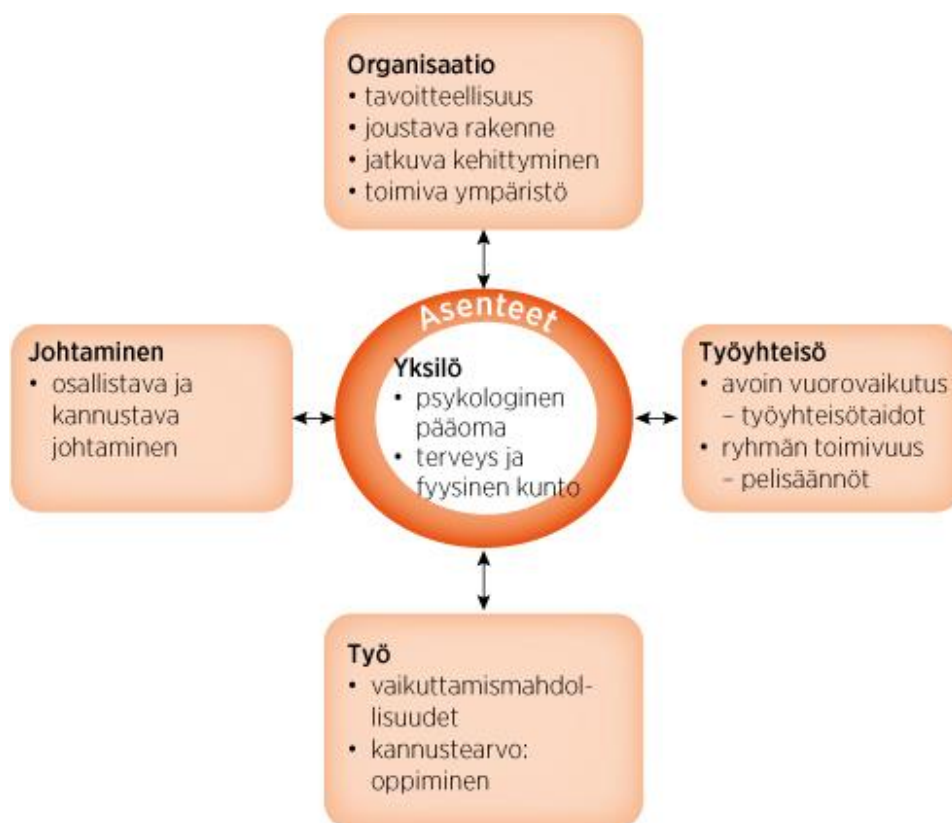 Organisaatio
• tavoitteellisuus
• joustava rakenne
• jatkuva kehittyminen
• toimiva ympäristö
Asenteet
Johtaminen
• osallistava ja
kannustava
johtaminen
Yksilö
• psykologinen
pääoma
• terveys ja
fyysinen kunto
Työyhteisö
• avoin vuorovaikutus
– työyhteisötaidot
• ryhmän toimivuus
– pelisäännöt
Työ
• vaikuttamismahdol-
lisuudet
• kannustearvo:
oppiminen